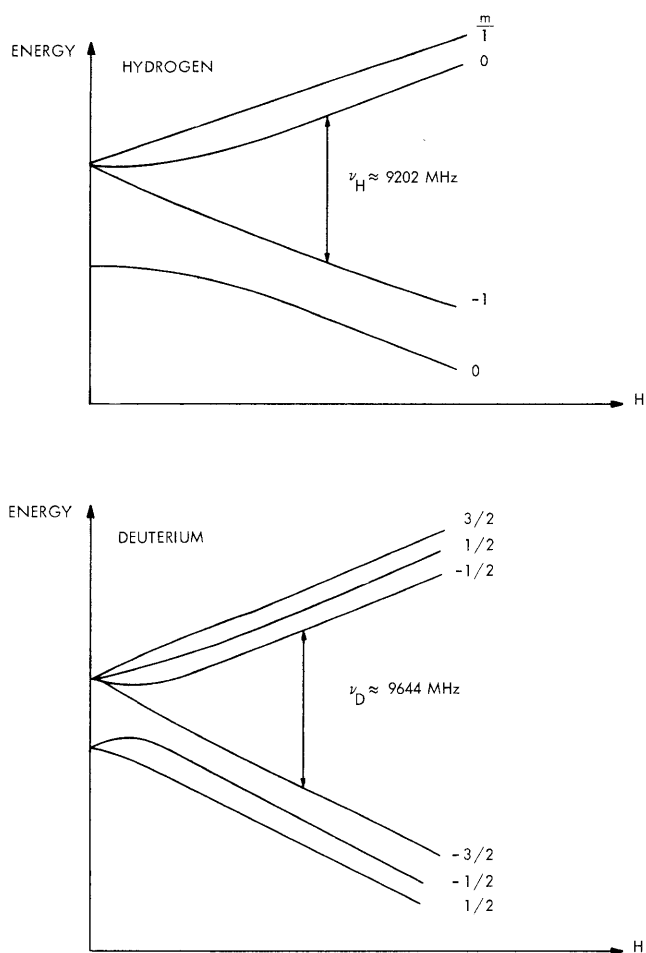 ENERGY
HYDROGEN
m
1
0
ν_H ≈ 9202 MHz
-1
0
H
ENERGY
DEUTERIUM
3/2
1/2
-1/2
ν_D ≈ 9644 MHz
-3/2
-1/2
1/2
H